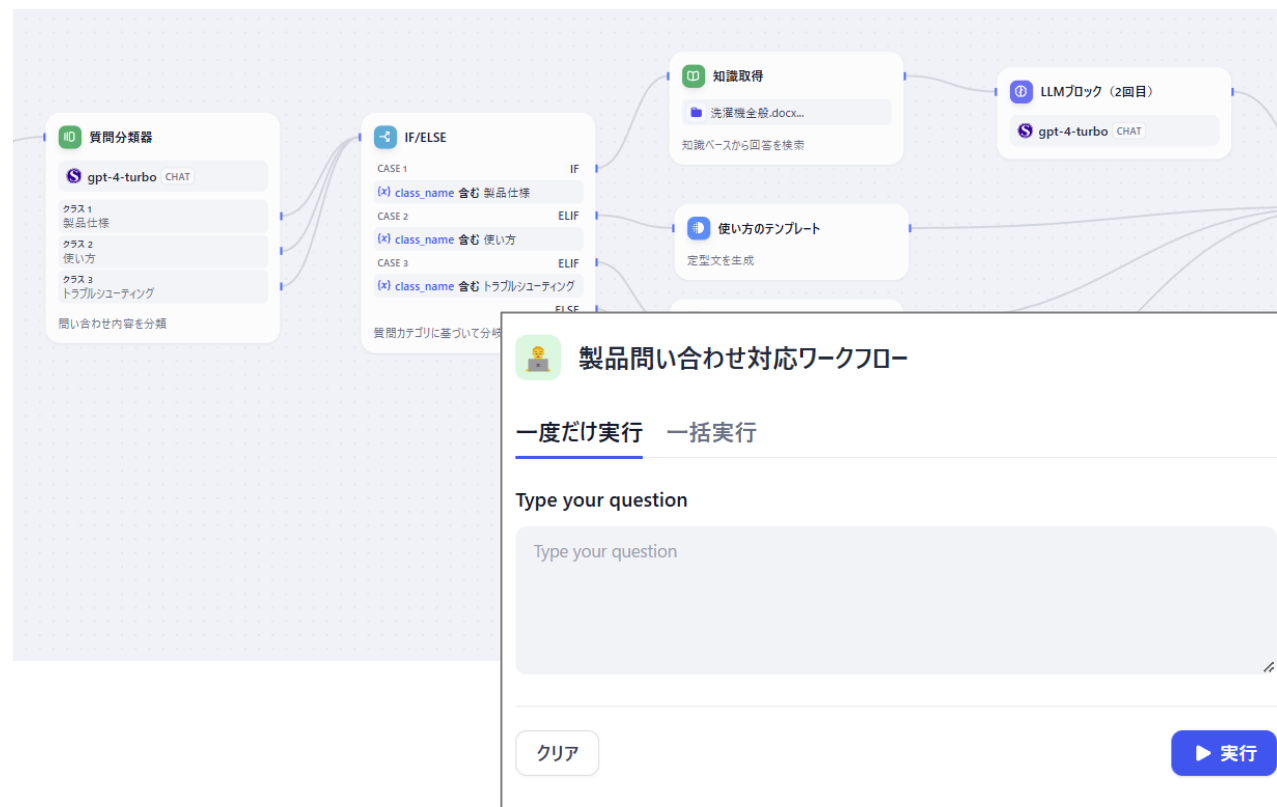 質問分類器
gpt-4-turbo CHAT
クラス 1
製品仕様
クラス 2
使い方
クラス 3
トラブルシューティング
問い合わせ内容を分類
IF/ELSE
CASE 1 IF
{x} class_name 含む 製品仕様
CASE 2 ELIF
{x} class_name 含む 使い方
CASE 3 ELIF
{x} class_name 含む トラブルシューティング
ELSE
質問カテゴリに基づいて分岐
知識取得
洗濯機全般.docx...
知識ベースから回答を検索
LLMブロック（2回目）
gpt-4-turbo CHAT
使い方のテンプレート
定型文を生成
製品問い合わせ対応ワークフロー
一度だけ実行 一括実行
Type your question
Type your question
クリア
実行